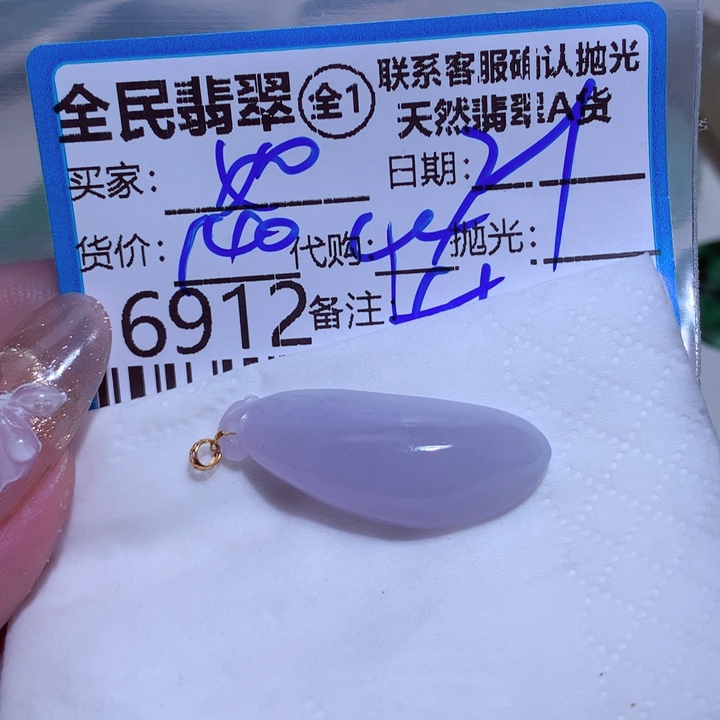 全民翡翠 全1 联系客服确认抛光
天然翡翠A货
买家: 日期:
货价: 代购: 抛光:
6912 备注: